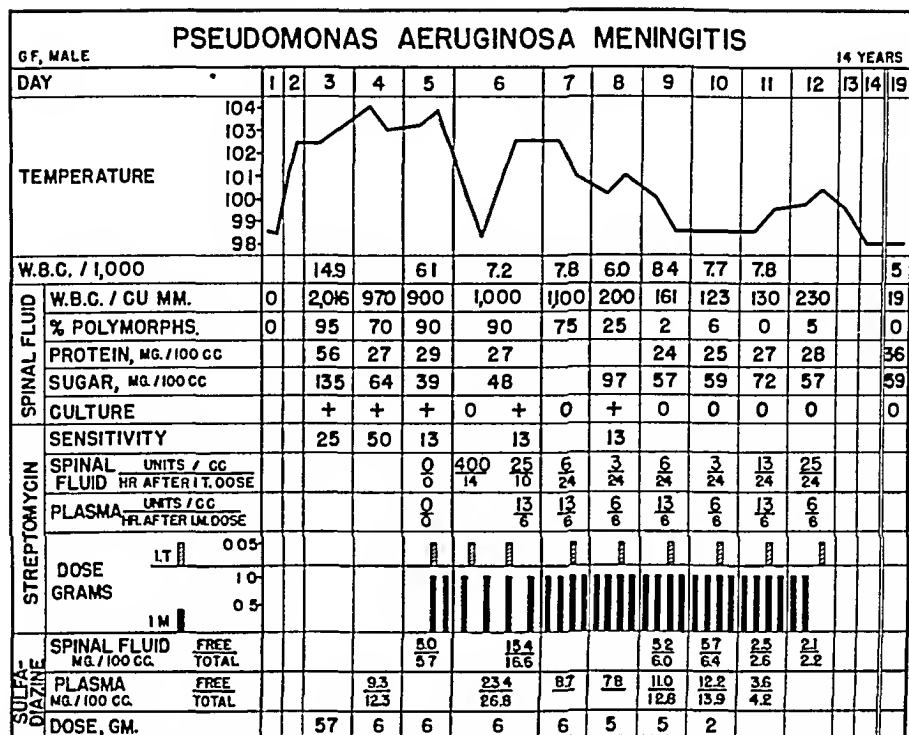 PSEUDOMONAS AERUGINOSA MENINGITIS
GF, MALE 14 YEARS
DAY 1 2 3 4 5 6 7 8 9 10 11 12 13 14 19
TEMPERATURE
104
103
102
101
100
99
98
W.B.C. / 1,000 14.9 61 7.2 7.8 6.0 84 7.7 7.8 5
SPINAL FLUID
W.B.C. / CU MM. 0 2,016 970 900 1,000 1,100 200 161 123 130 230 19
% POLYMORPHS. 0 95 70 90 90 75 25 2 6 0 5 0
PROTEIN, MG./100 CC 56 27 29 27 24 25 27 28 36
SUGAR, MG./100 CC 135 64 39 48 97 57 59 72 57 59
CULTURE + + + 0 + 0 + 0 0 0 0 0
STREPTOMYCIN
SENSITIVITY 25 50 13 13 13
SPINAL FLUID UNITS / CC 0 400 25 6 3 6 3 13 25
HR AFTER I.T. DOSE 0 14 10 24 24 24 24 24 24
PLASMA UNITS / CC 0 13 13 6 13 6 13 6
HR. AFTER I.M. DOSE 0 6 6 6 6 6 6 6
DOSE GRAMS
I.T 0 05
1 0
0 5
I M
SULFA-DIAZINE
SPINAL FLUID FREE 5.0 15.4 5.2 5.7 2.5 2.1
MG. / 100 CC. TOTAL 5.7 16.6 6.0 6.4 2.6 2.2
PLASMA FREE 9.3 23.4 8.7 7.8 11.0 12.2 3.6
MG. / 100 CC. TOTAL 12.3 26.8 12.8 13.9 4.2
DOSE, GM. 57 6 6 6 6 5 5 2